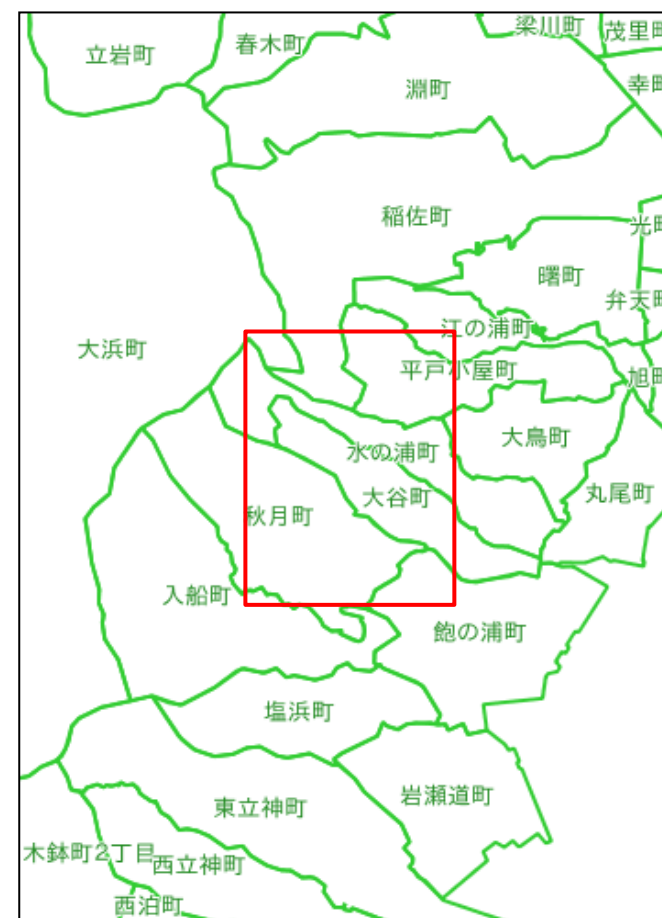 梁川町
茂里町
春木町
立岩町
幸町
淵町
稲佐町
光町
曙町
弁天町
江の浦町
大浜町
平戸小屋町
旭町
大鳥町
水の浦町
丸尾町
大谷町
秋月町
入船町
飽の浦町
塩浜町
岩瀬道町
東立神町
木鉢町2丁目
西立神町
西泊町